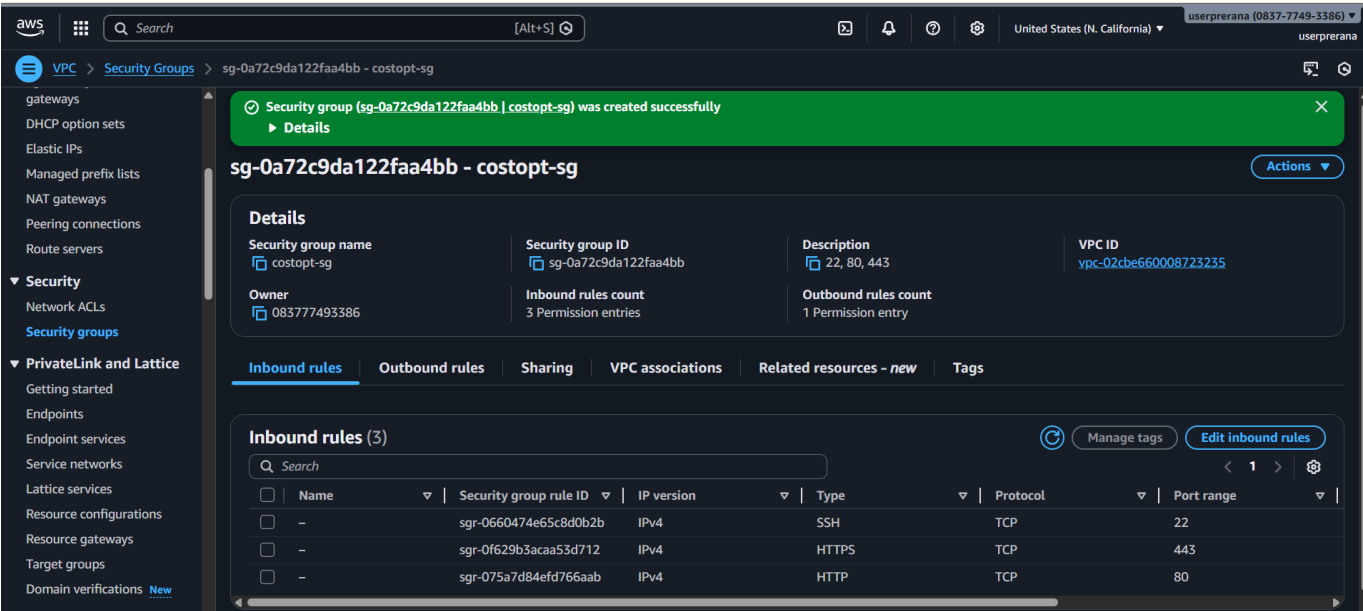 aws
Search [Alt+S]
United States (N. California)
userprerana (0837-7749-3386)
userprerana
VPC > Security Groups > sg-0a72c9da122faa4bb - costopt-sg
gateways
DHCP option sets
Elastic IPs
Managed prefix lists
NAT gateways
Peering connections
Route servers
Security
Network ACLs
Security groups
PrivateLink and Lattice
Getting started
Endpoints
Endpoint services
Service networks
Lattice services
Resource configurations
Resource gateways
Target groups
Domain verifications New
Security group (sg-0a72c9da122faa4bb | costopt-sg) was created successfully
Details
sg-0a72c9da122faa4bb - costopt-sg
Actions
Details
Security group name
costopt-sg
Security group ID
sg-0a72c9da122faa4bb
Description
22, 80, 443
VPC ID
vpc-02cbe660008723235
Owner
083777493386
Inbound rules count
3 Permission entries
Outbound rules count
1 Permission entry
Inbound rules Outbound rules Sharing VPC associations Related resources - new Tags
Inbound rules (3)
Manage tags Edit inbound rules
Search
1
Name Security group rule ID IP version Type Protocol Port range
– sgr-0660474e65c8d0b2b IPv4 SSH TCP 22
– sgr-0f629b3acaa53d712 IPv4 HTTPS TCP 443
– sgr-075a7d84efd766aab IPv4 HTTP TCP 80